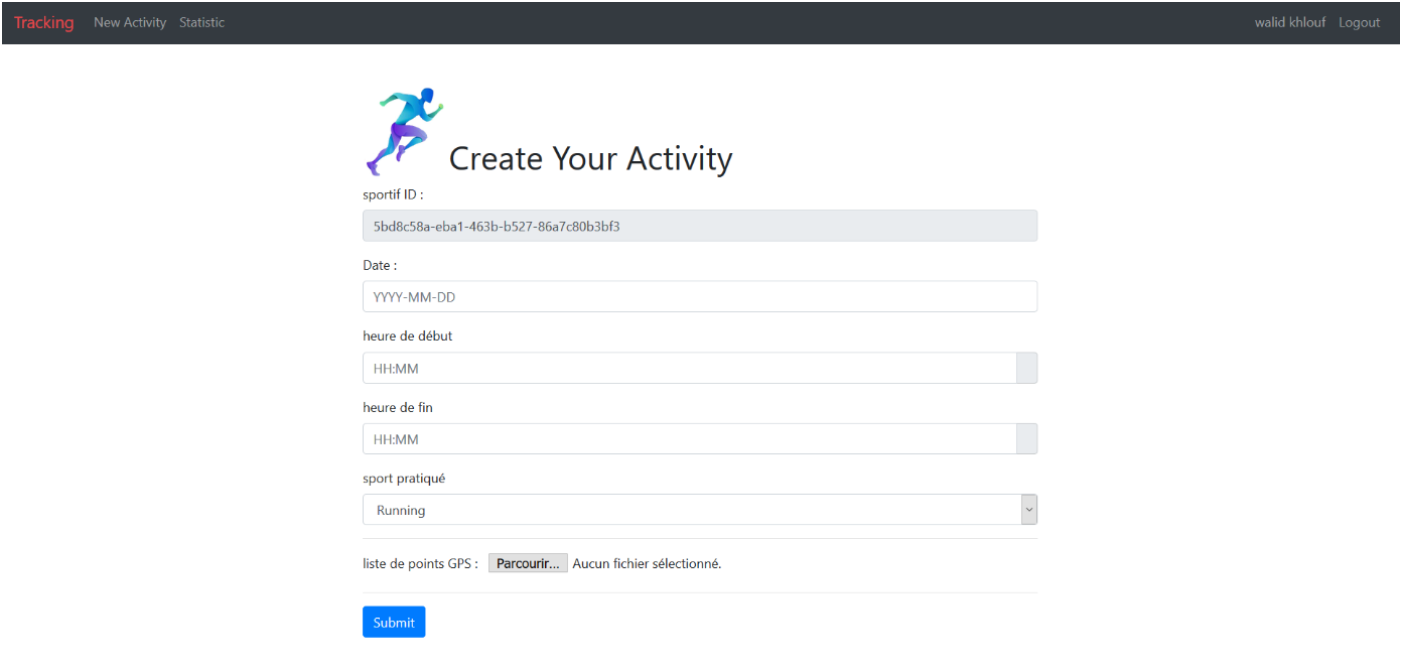 Tracking New Activity Statistic walid khlouf Logout
Create Your Activity
sportif ID :
5bd8c58a-eba1-463b-b527-86a7c80b3bf3
Date :
YYYY-MM-DD
heure de début
HH:MM
heure de fin
HH:MM
sport pratiqué
Running
liste de points GPS : Parcourir... Aucun fichier sélectionné.
Submit